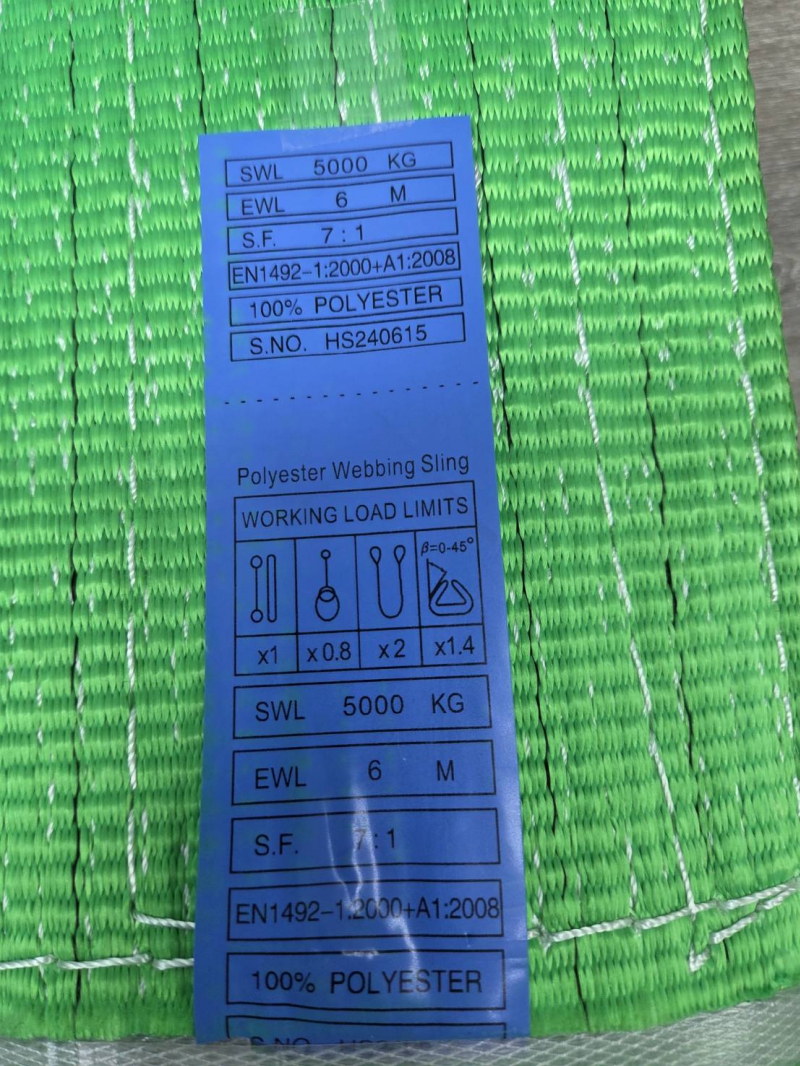 SWL 5000 KG
EWL 6 M
S.F. 7 : 1
EN1492-1:2000+A1:2008
100% POLYESTER
S.NO. HS240615
Polyester Webbing Sling
WORKING LOAD LIMITS
β=0-45°
x1 x0.8 x2 x1.4
SWL 5000 KG
EWL 6 M
S.F. 7 : 1
EN1492-1:2000+A1:2008
100% POLYESTER
S.NO.